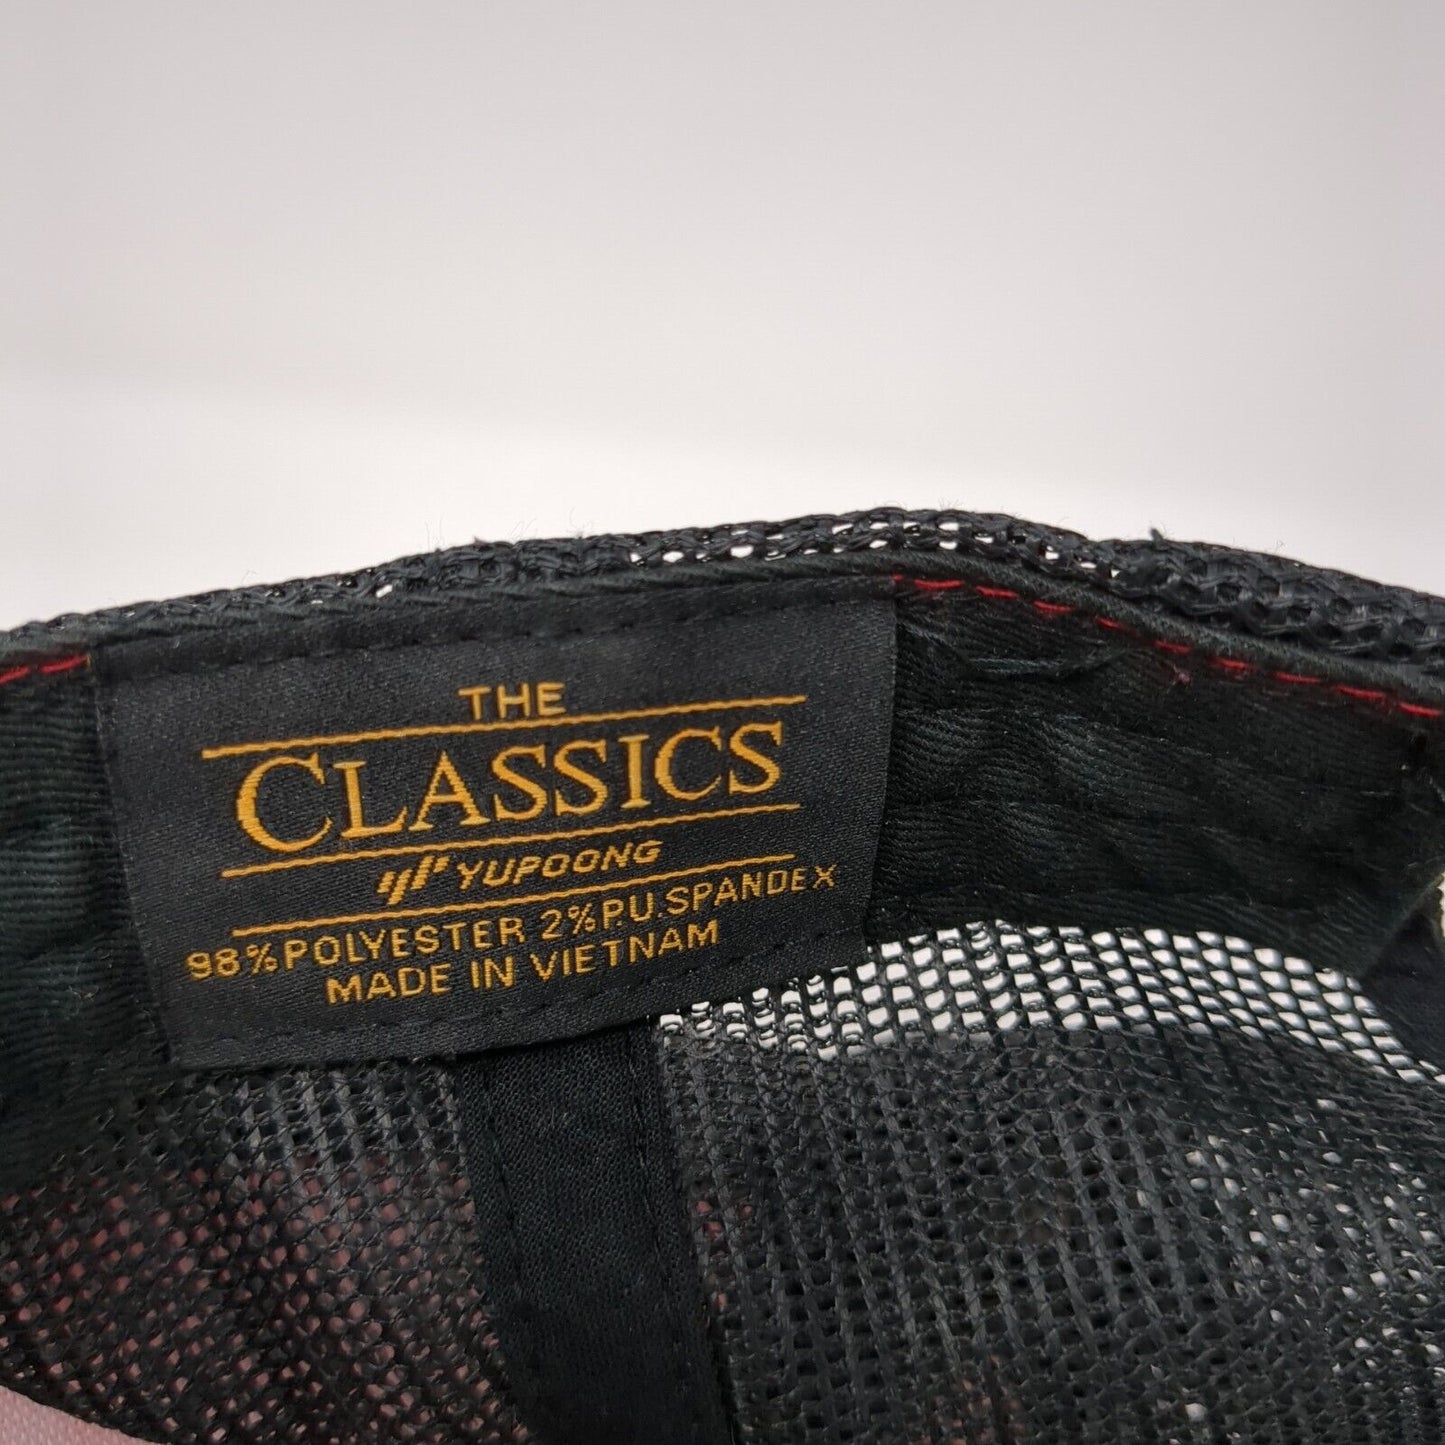 THE
CLASSICS
YUPOONG
98% POLYESTER 2% P.U. SPANDEX
MADE IN VIETNAM